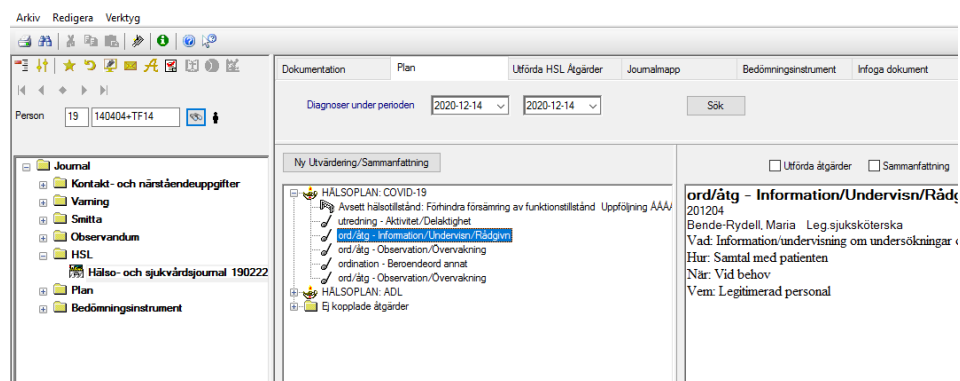 Arkiv Redigera Verktyg
Person 19 140404+TF14
Journal
Kontakt- och närståendeuppgifter
Varning
Smitta
Observandum
HSL
Hälso- och sjukvårdsjournal 190222
Plan
Bedömningsinstrument
Dokumentation Plan Utförda HSL Åtgärder Journalmapp Bedömningsinstrument Infoga dokument
Diagnoser under perioden 2020-12-14 2020-12-14 Sök
Ny Utvärdering/Sammanfattning
HÄLSOPLAN: COVID-19
Avsett hälsotillstånd: Förhindra försämring av funktionstillstånd Uppföljning ÅÅÅ/
utredning - Aktivitet/Delaktighet
ord/åtg - Information/Undervisn/Rådgivn
ord/åtg - Observation/Övervakning
ordination - Beroendeord annat
ord/åtg - Observation/Övervakning
HÄLSOPLAN: ADL
Ej kopplade åtgärder
Utförda åtgärder Sammanfattning
ord/åtg - Information/Undervisn/Rådg
201204
Bende-Rydell, Maria Leg.sjuksköterska
Vad: Information/undervisning om undersökningar
Hur: Samtal med patienten
När: Vid behov
Vem: Legitimerad personal